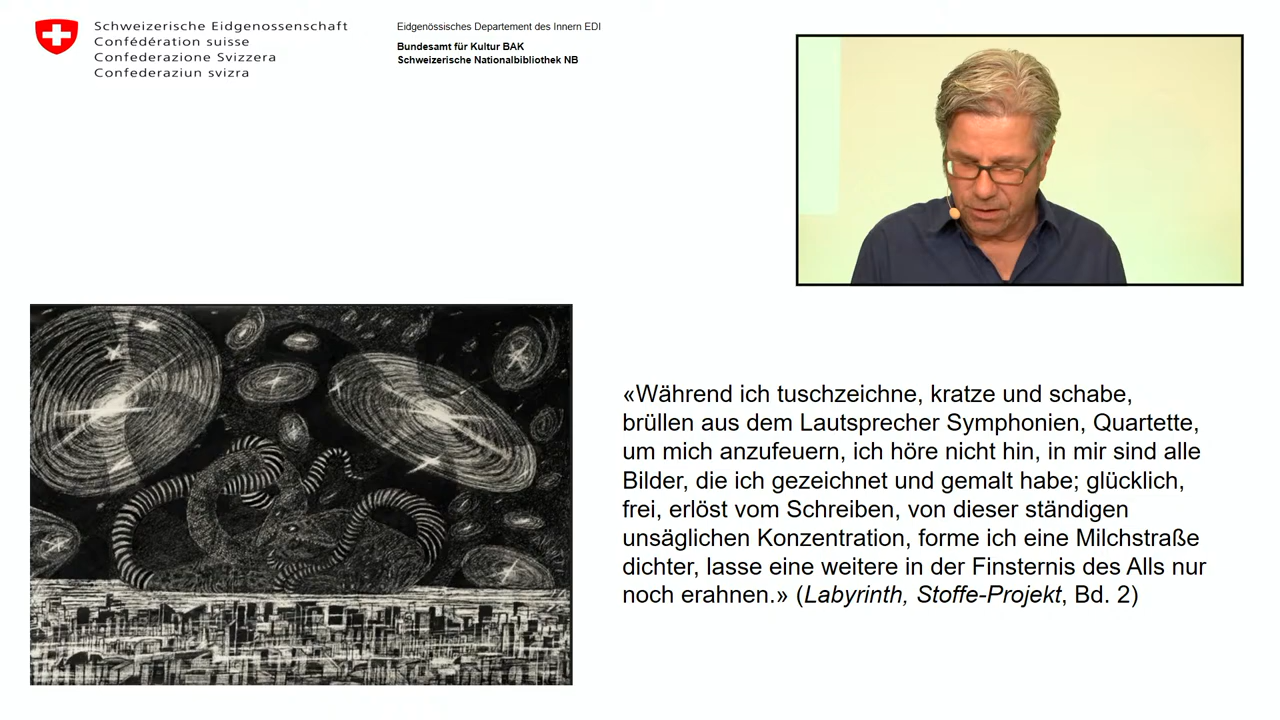 Schweizerische Eidgenossenschaft
Confédération suisse
Confederazione Svizzera
Confederaziun svizra
Eidgenössisches Departement des Innern EDI
Bundesamt für Kultur BAK
Schweizerische Nationalbibliothek NB
«Während ich tuschzeichne, kratze und schabe,
brüllen aus dem Lautsprecher Symphonien, Quartette,
um mich anzufeuern, ich höre nicht hin, in mir sind alle
Bilder, die ich gezeichnet und gemalt habe; glücklich,
frei, erlöst vom Schreiben, von dieser ständigen
unsäglichen Konzentration, forme ich eine Milchstraße
dichter, lasse eine weitere in der Finsternis des Alls nur
noch erahnen.» (Labyrinth, Stoffe-Projekt, Bd. 2)